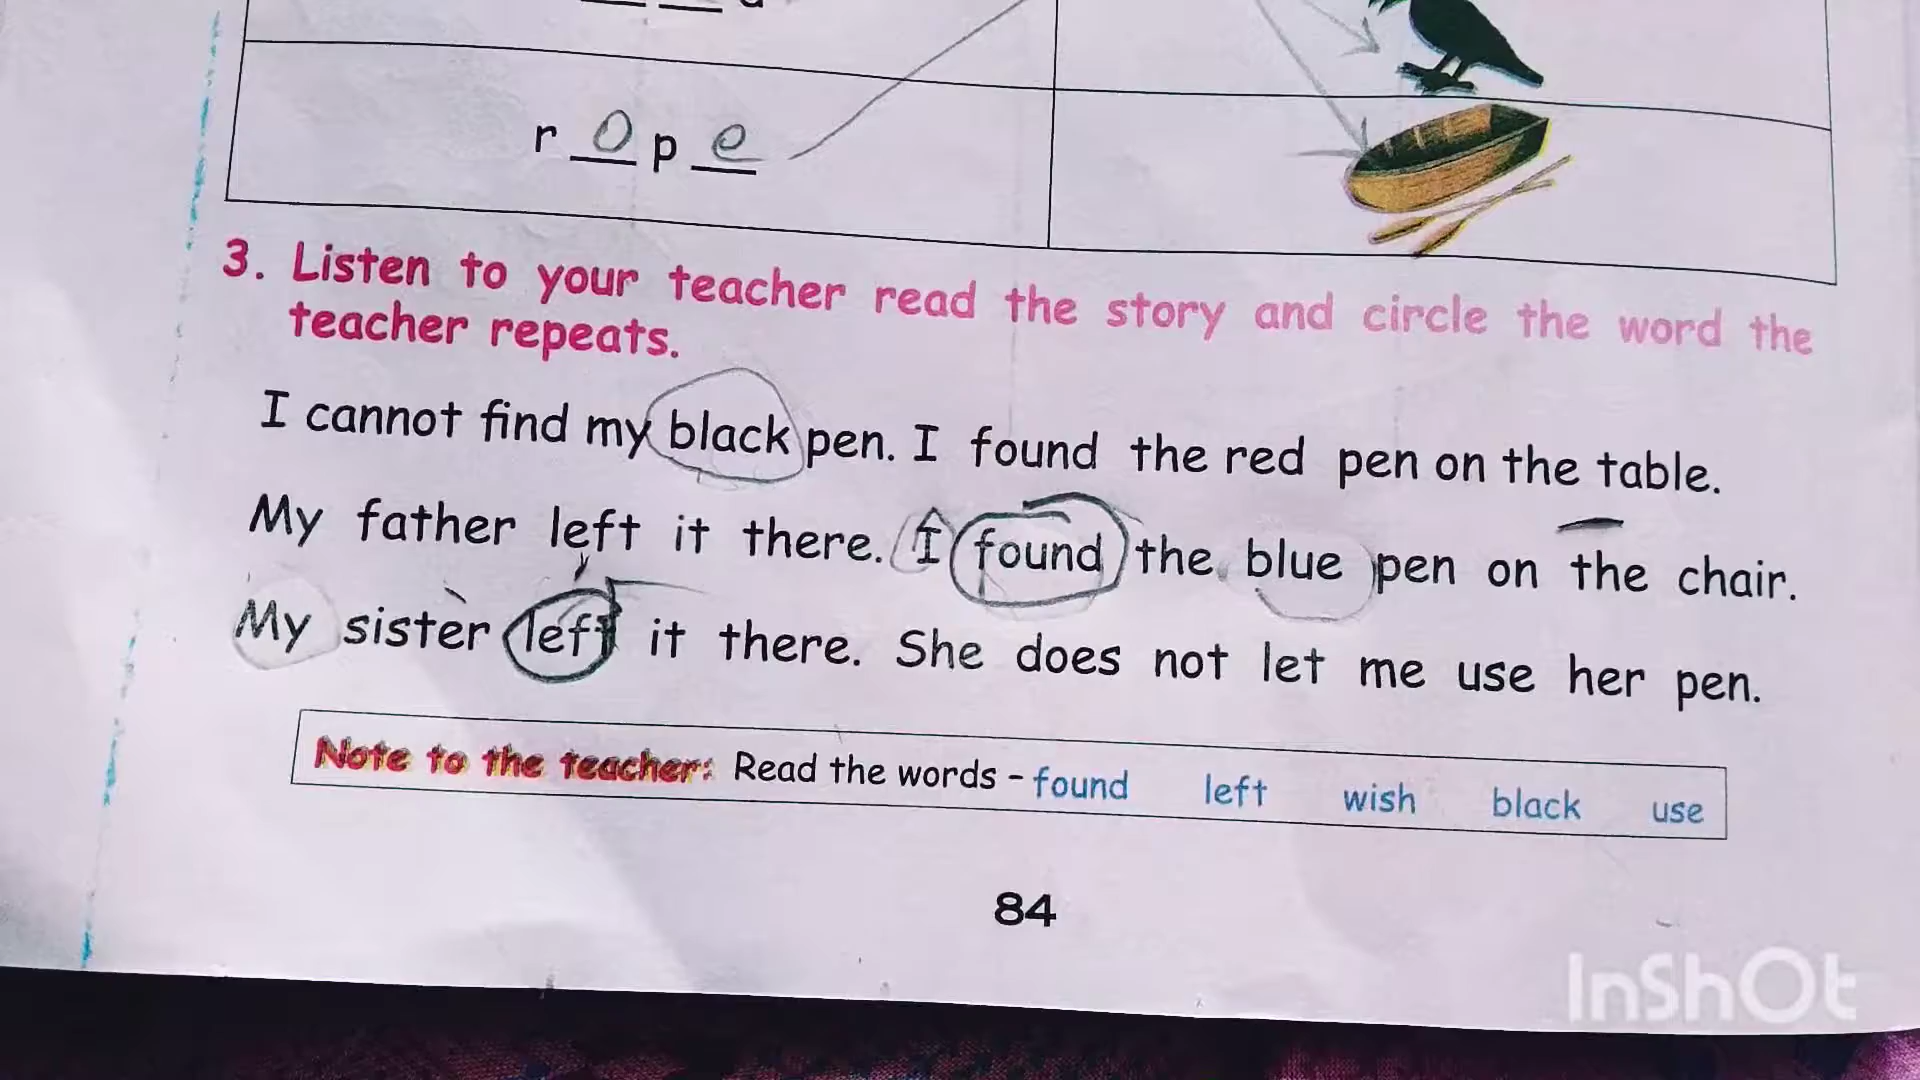 r o p e
3. Listen to your teacher read the story and circle the word the
teacher repeats.
I cannot find my black pen. I found the red pen on the table.
My father left it there. I found the blue pen on the chair.
My sister left it there. She does not let me use her pen.
Note to the teacher: Read the words - found left wish black use
84
InShOt